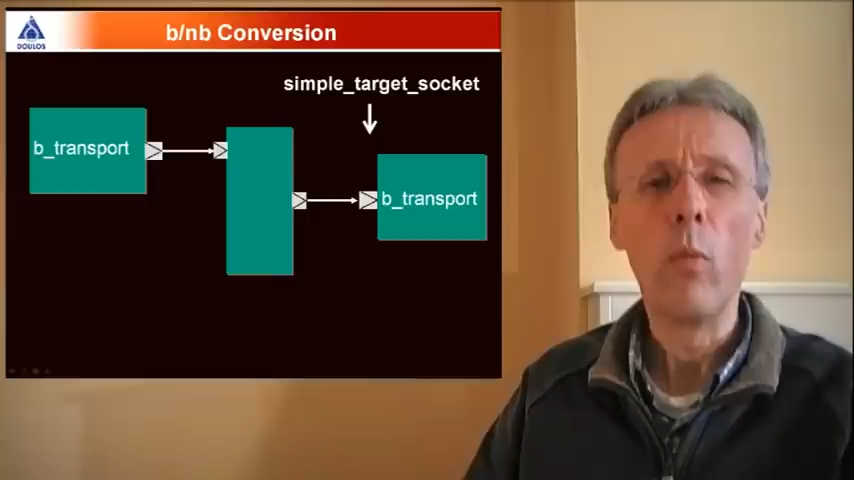 DOULOS
b/nb Conversion
simple_target_socket
b_transport
b_transport